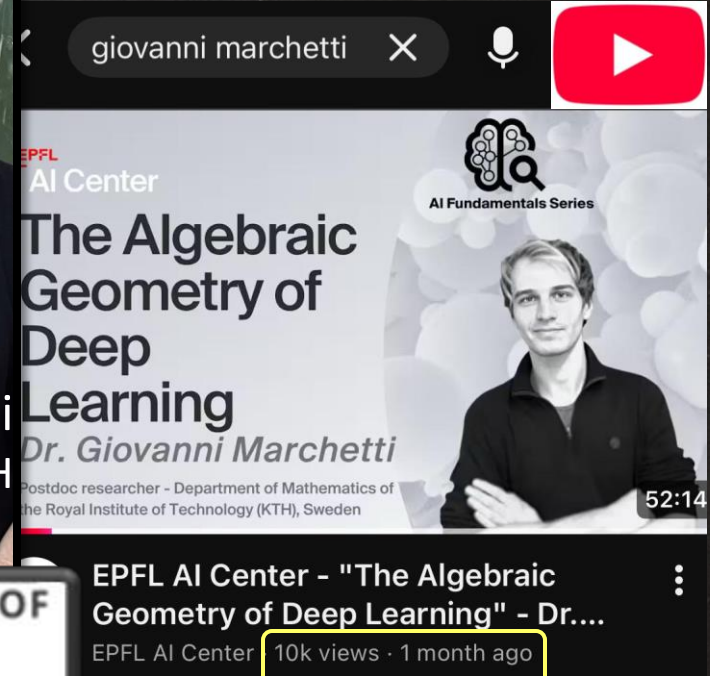 giovanni marchetti
EPFL
AI Center
AI Fundamentals Series
The Algebraic
Geometry of
Deep
Learning
Dr. Giovanni Marchetti
Postdoc researcher - Department of Mathematics of
the Royal Institute of Technology (KTH), Sweden
52:14
i
H
OF
EPFL AI Center - "The Algebraic
Geometry of Deep Learning" - Dr....
EPFL AI Center · 10k views · 1 month ago